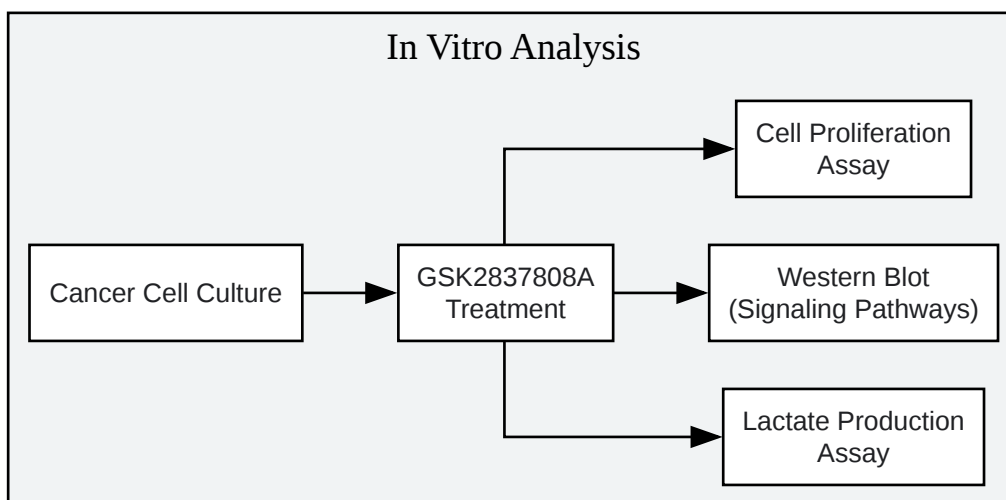 In Vitro Analysis
Cell Proliferation
Assay
Cancer Cell Culture
GSK2837808A
Treatment
Western Blot
(Signaling Pathways)
Lactate Production
Assay